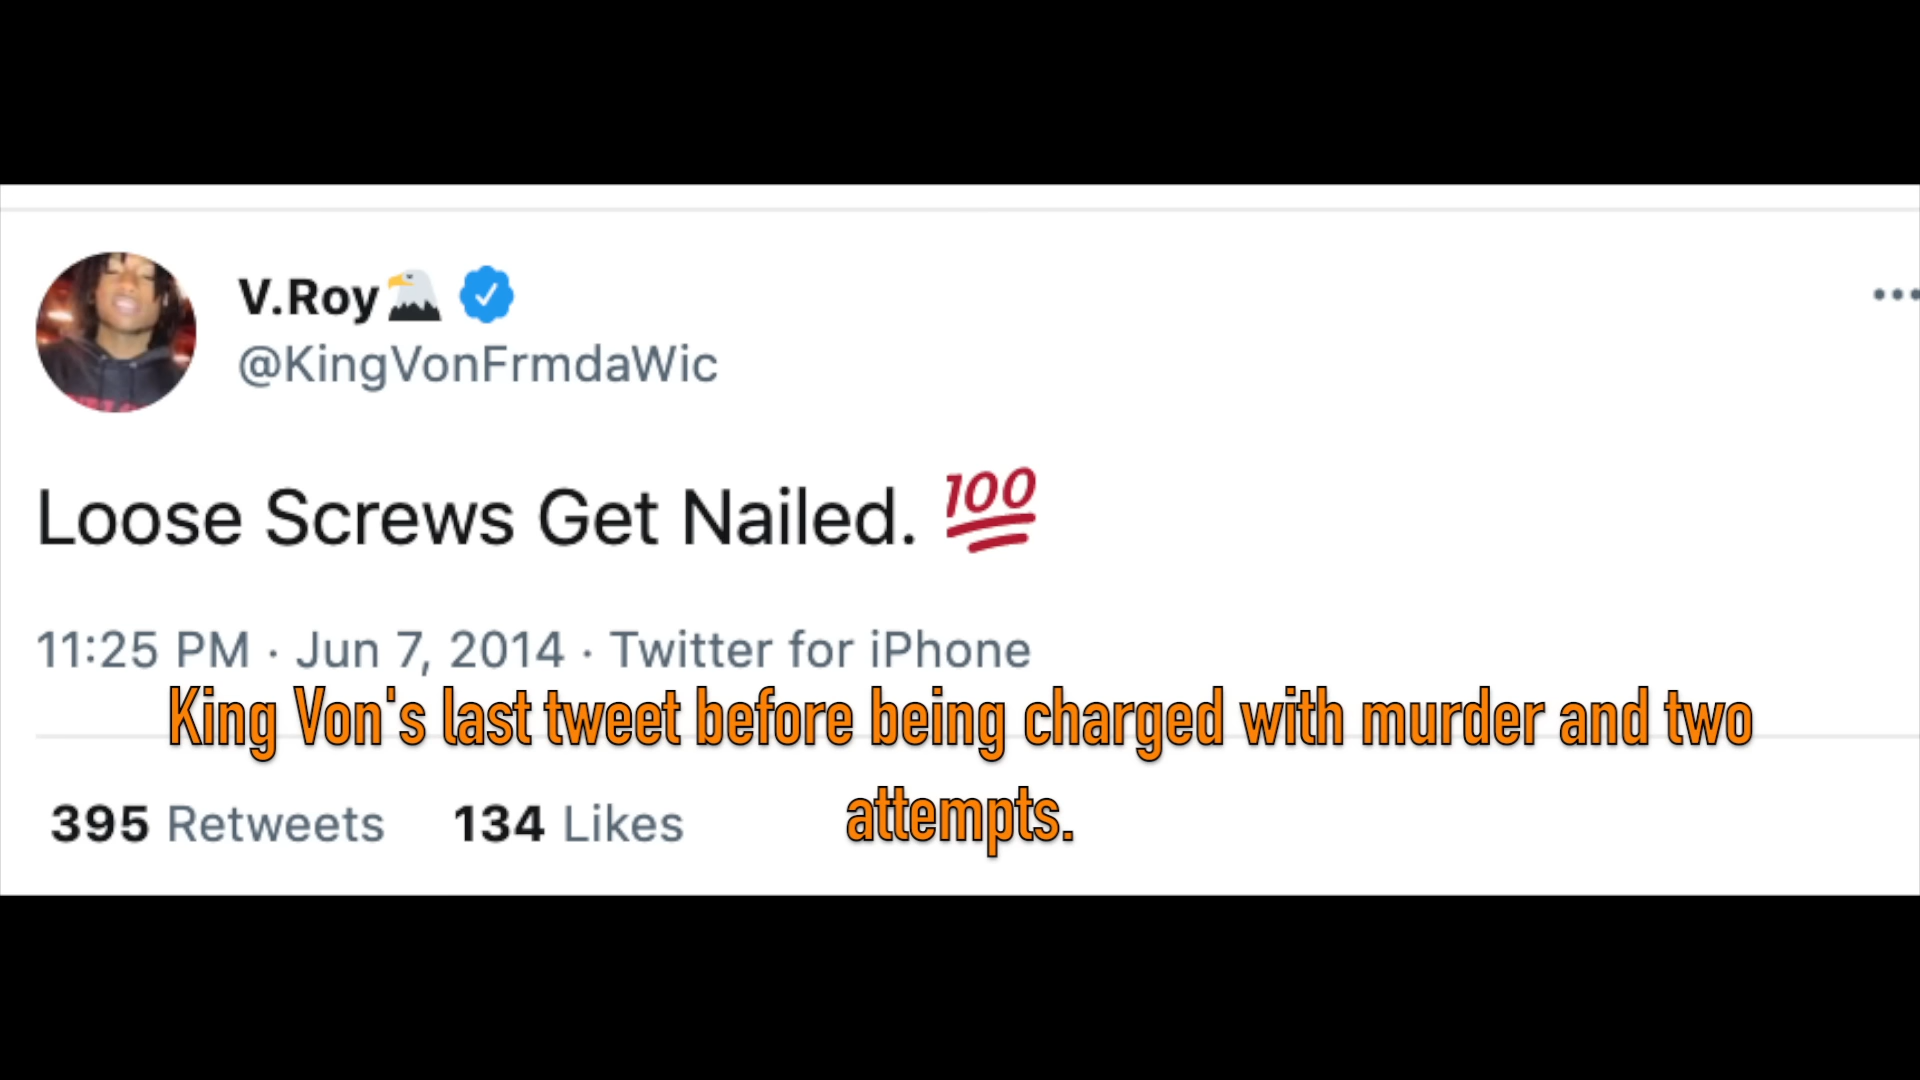 V.Roy🦅
@KingVonFrmdaWic
Loose Screws Get Nailed. 💯
11:25 PM · Jun 7, 2014 · Twitter for iPhone
King Von's last tweet before being charged with murder and two
attempts.
395 Retweets 134 Likes